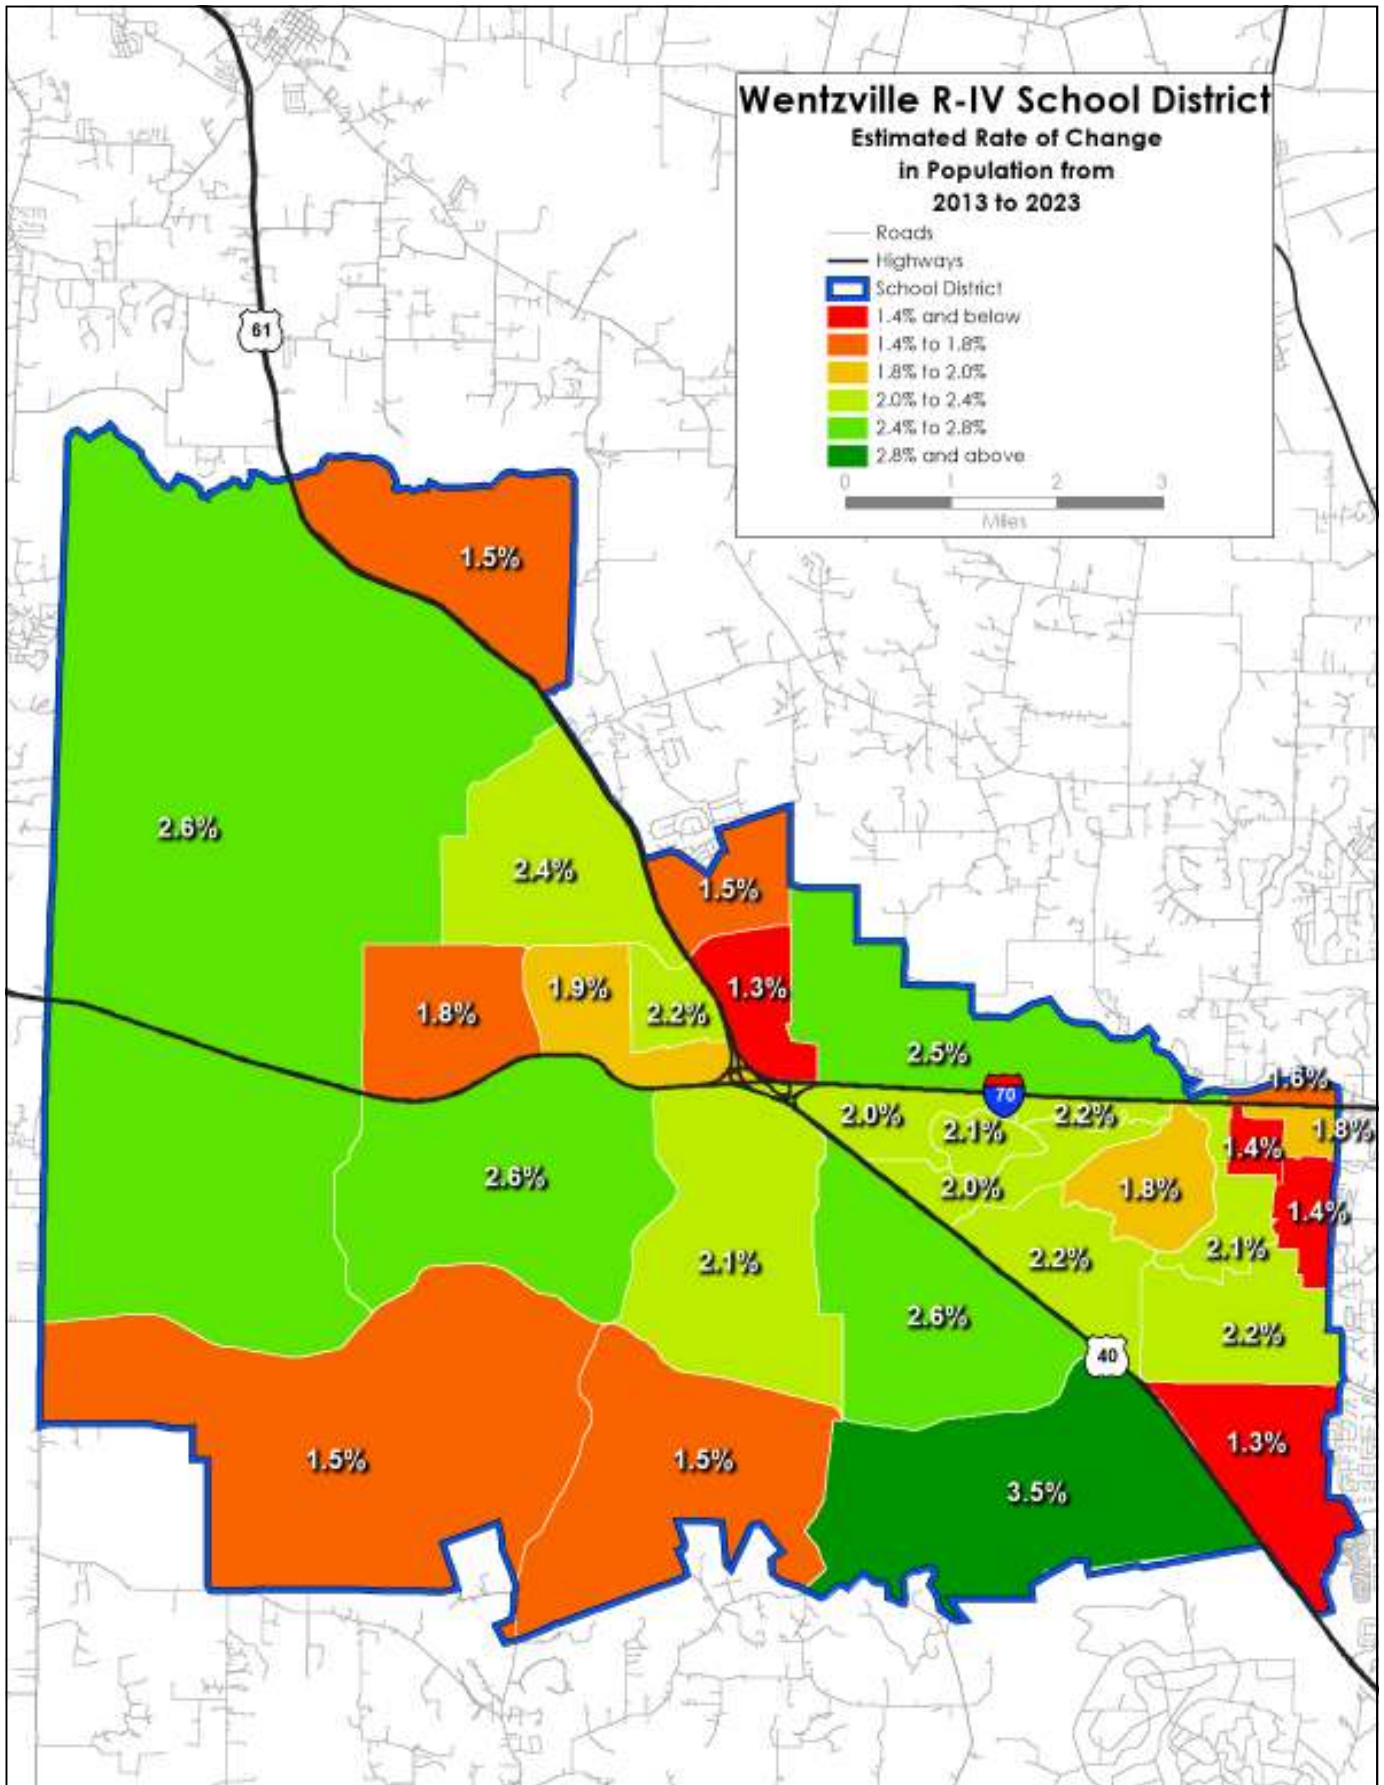 Wentzville R-IV School District
Estimated Rate of Change
in Population from
2013 to 2023
Roads
Highways
School District
1.4% and below
1.4% to 1.8%
1.8% to 2.0%
2.0% to 2.4%
2.4% to 2.8%
2.8% and above
0 1 2 3
Miles
61
1.5%
2.6%
2.4%
1.5%
1.8%
1.9%
2.2%
1.3%
2.5%
1.6%
70
2.0%
2.1%
2.2%
1.4%
1.8%
2.6%
2.0%
1.8%
1.4%
2.1%
2.2%
2.1%
2.6%
2.2%
40
1.5%
1.5%
3.5%
1.3%